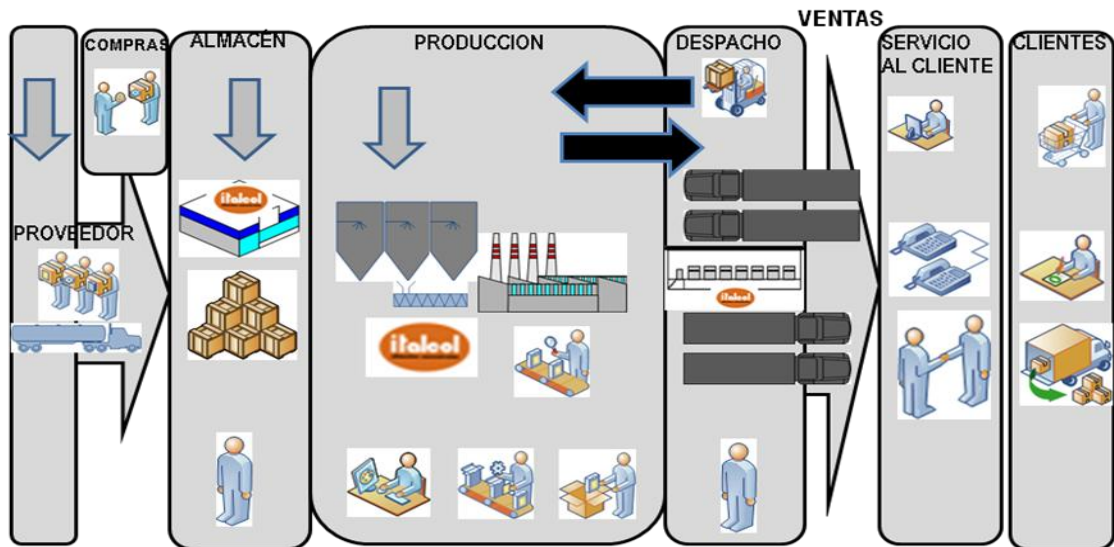 VENTAS
COMPRAS
ALMACÉN
PRODUCCION
DESPACHO
SERVICIO
AL CLIENTE
CLIENTES
italcol
PROVEEDOR
italcol
italcol